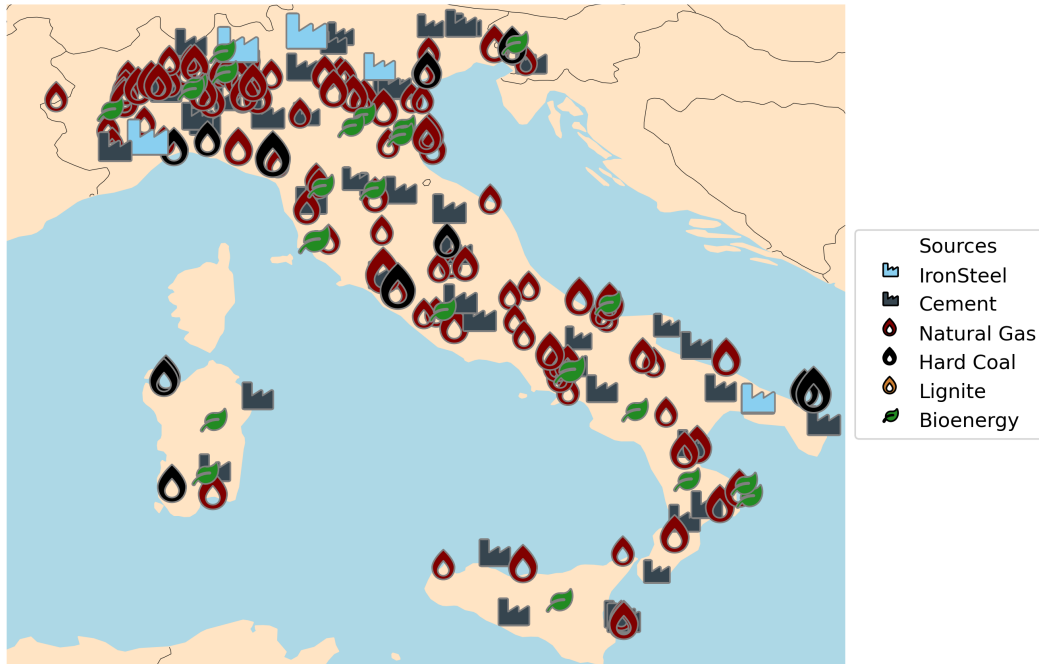 Sources
IronSteel
Cement
Natural Gas
Hard Coal
Lignite
Bioenergy